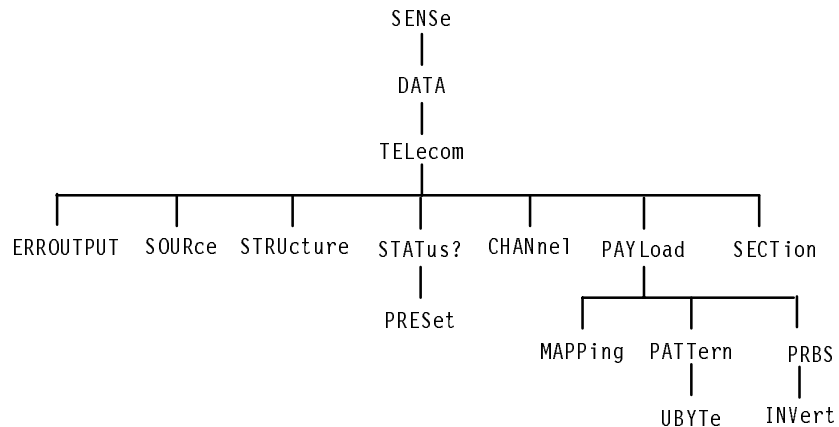 SENSe
DATA
TELecom
ERROUTPUT SOURce STRUcture STATus? CHANnel PAYLoad SECTion
PRESet
MAPPing PATTern PRBS
UBYTe INVert